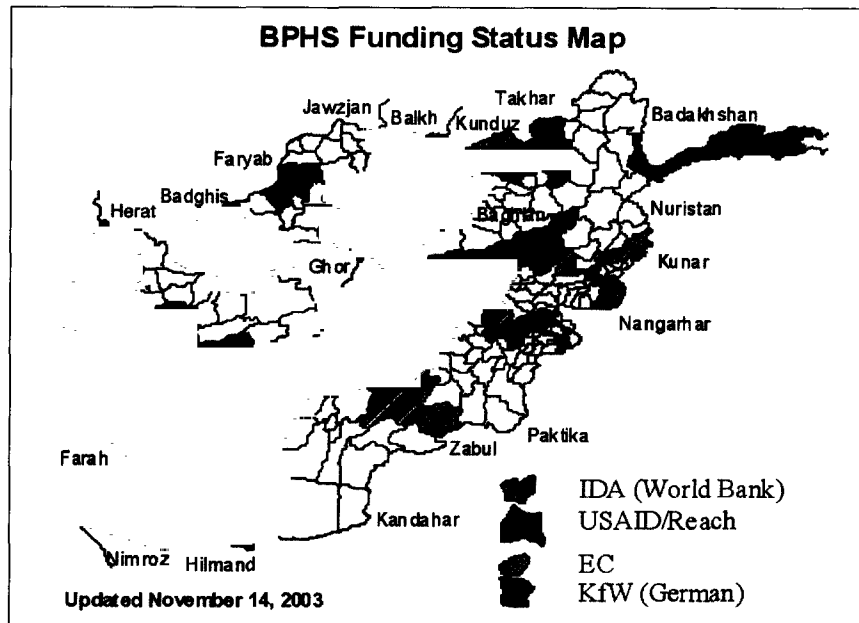 BPHS Funding Status Map
Takhar
Jawzjan
Balkh
Kunduz
Badakhshan
Faryab
Badghis
Herat
Baghlan
Nuristan
Ghor
Kunar
Nangarhar
Paktika
Zabul
Farah
Kandahar
Nimroz
Hilmand
IDA (World Bank)
USAID/Reach
EC
KfW (German)
Updated November 14, 2003